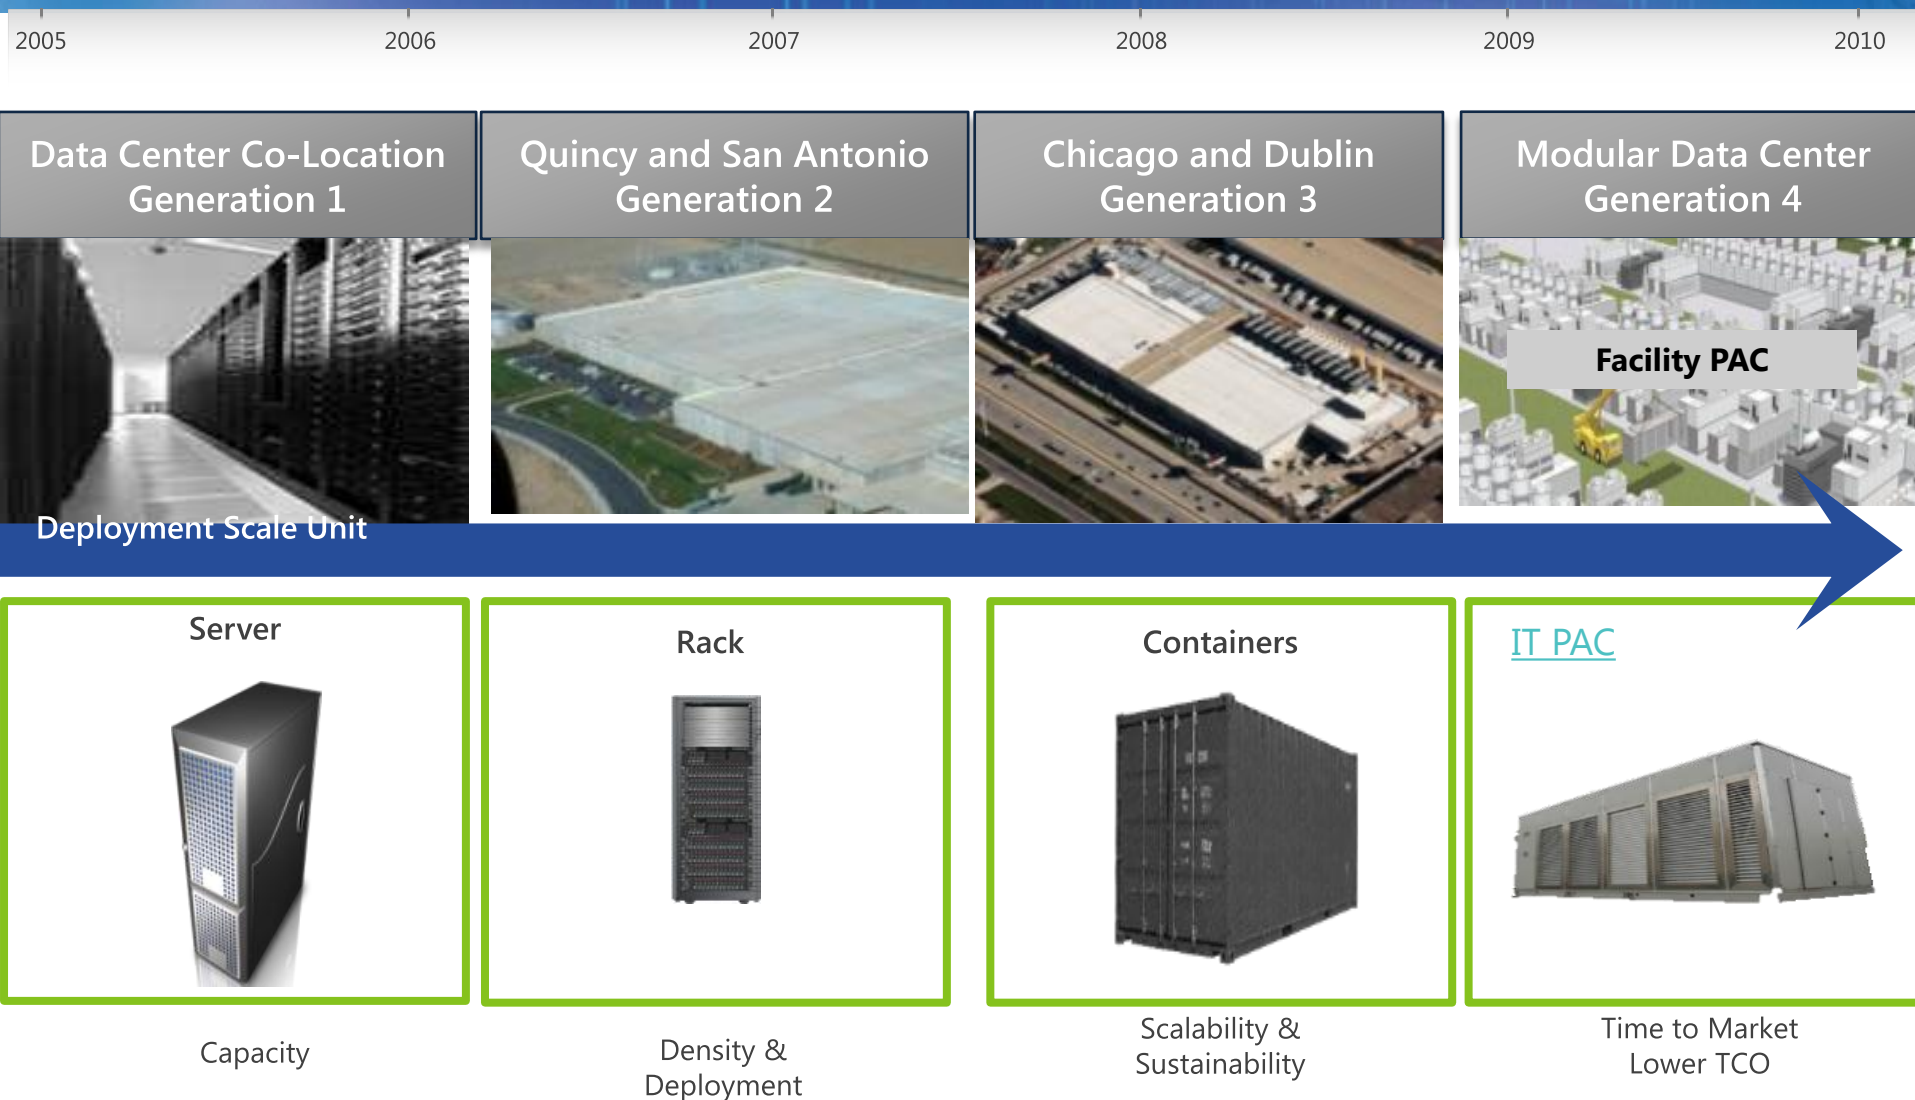 2005
2006
2007
2008
2009
2010
Data Center Co-Location
Generation 1
Quincy and San Antonio
Generation 2
Chicago and Dublin
Generation 3
Modular Data Center
Generation 4
Facility PAC
Deployment Scale Unit
Server
Rack
Containers
IT PAC
Capacity
Density &
Deployment
Scalability &
Sustainability
Time to Market
Lower TCO